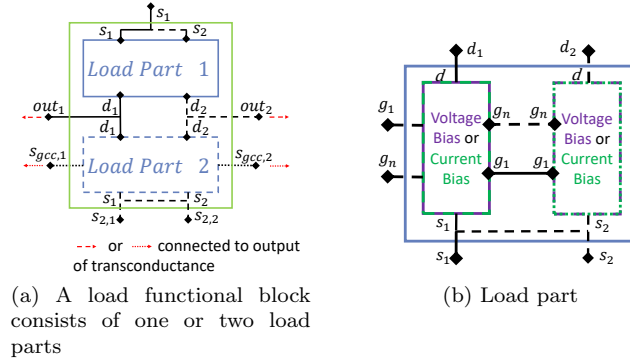 s1
s1 s2
Load Part 1
d1 d2
out1 out2
d1 d2
Load Part 2
sgcc,1 sgcc,2
s1 s2
s2,1 s2,2
or connected to output
of transconductance
(a) A load functional block
consists of one or two load
parts
d1 d2
d d
g1 gn gn
Voltage Bias or Current Bias
Voltage Bias or Current Bias
gn g1 g1
s1 s2
s1 s2
(b) Load part